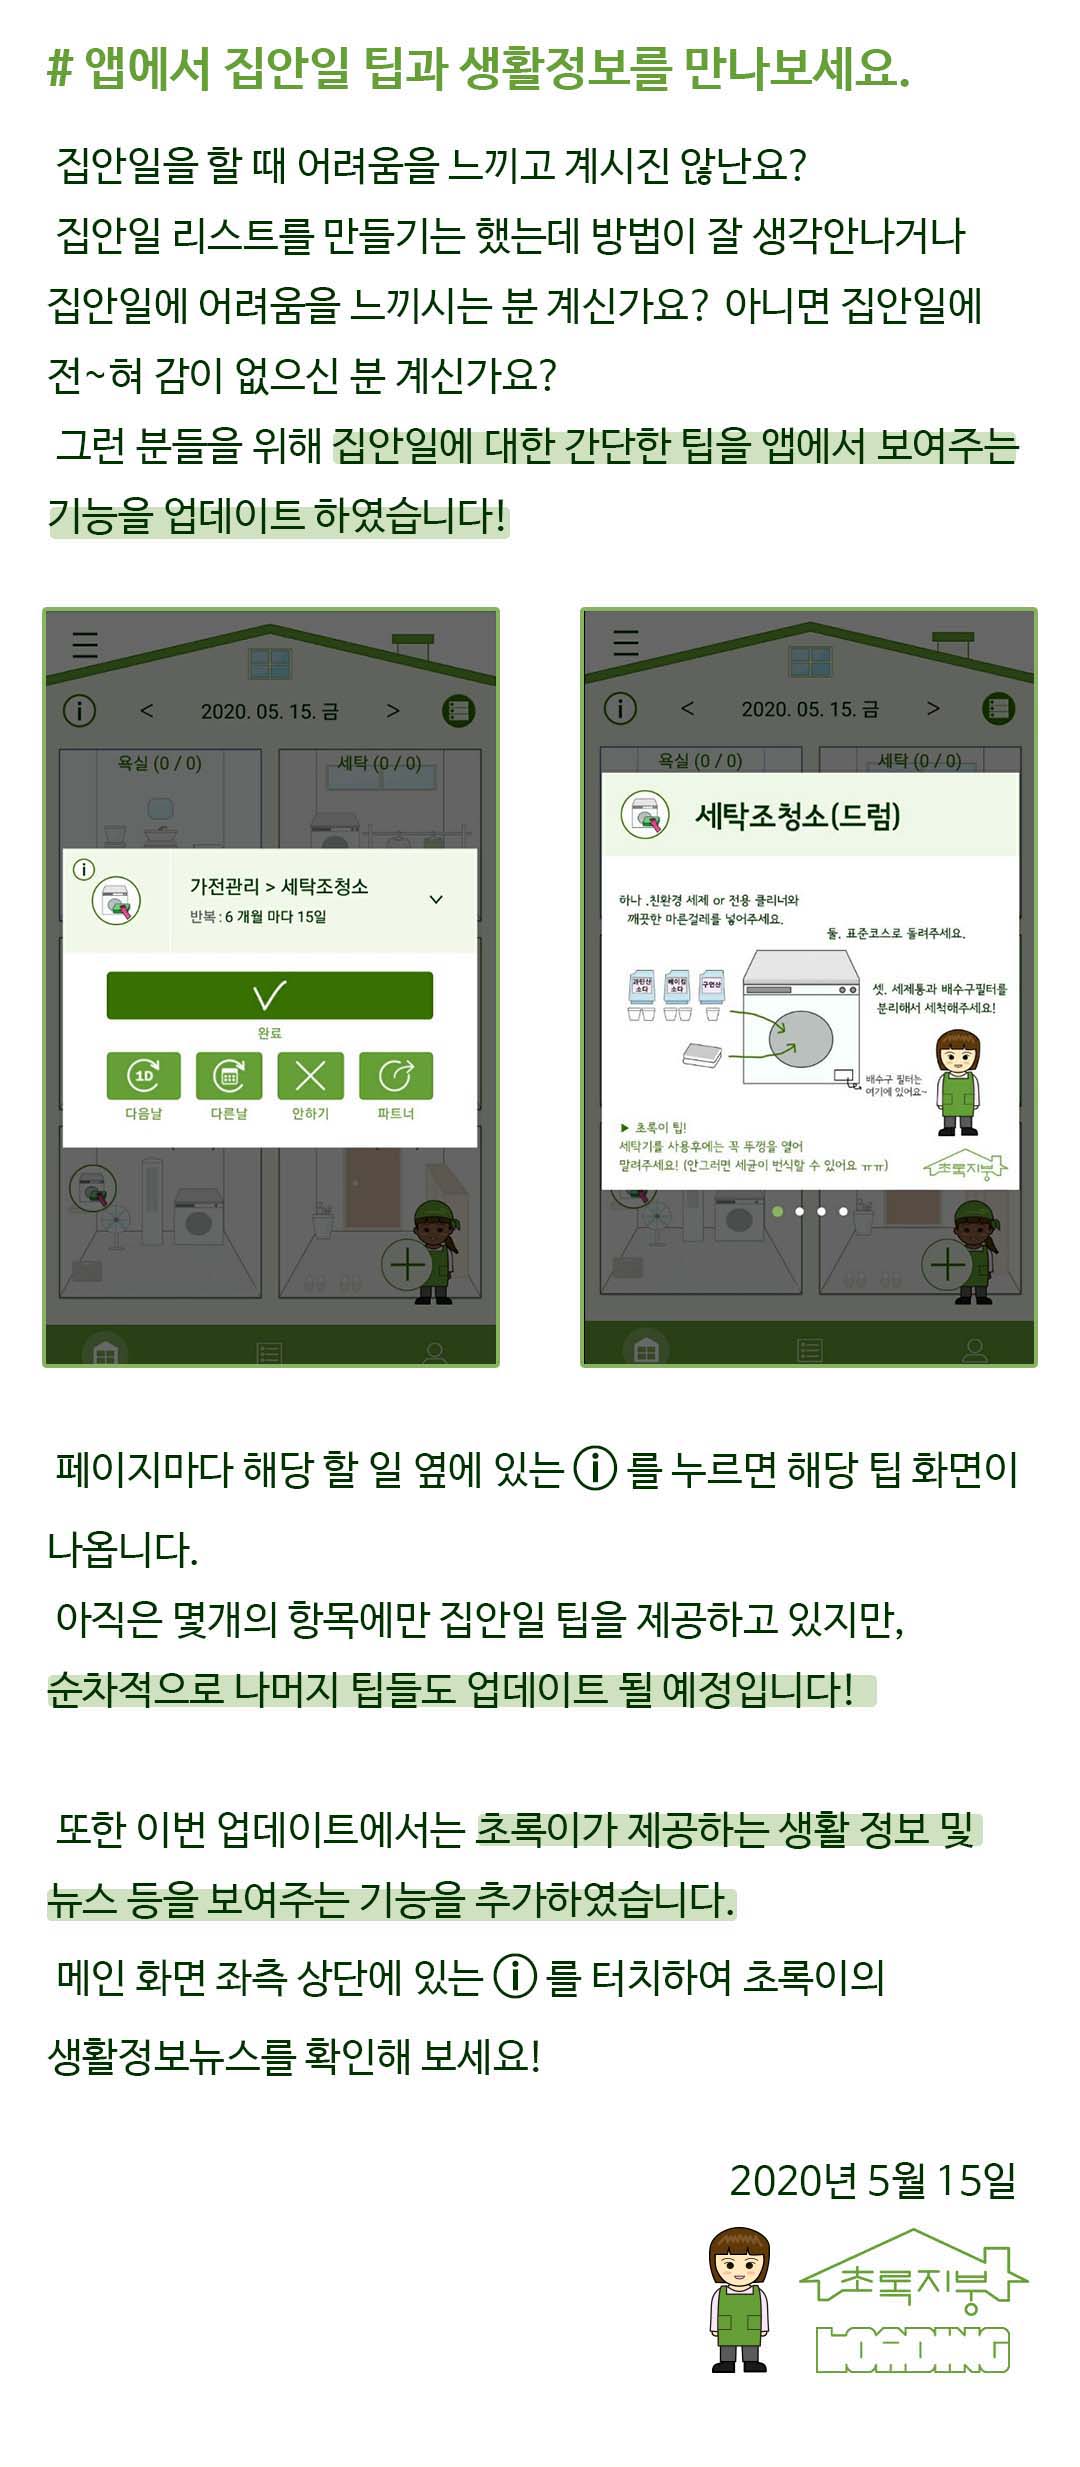 # 앱에서 집안일 팁과 생활정보를 만나보세요.
집안일을 할 때 어려움을 느끼고 계시진 않난요?
집안일 리스트를 만들기는 했는데 방법이 잘 생각안나거나
집안일에 어려움을 느끼시는 분 계신가요? 아니면 집안일에
전~혀 감이 없으신 분 계신가요?
그런 분들을 위해 집안일에 대한 간단한 팁을 앱에서 보여주는
기능을 업데이트 하였습니다!
2020. 05. 15. 금
욕실 (0 / 0)
세탁 (0 / 0)
가전관리 > 세탁조청소
반복 : 6 개월 마다 15일
완료
1D
다음날
다른날
안하기
파트너
2020. 05. 15. 금
욕실 (0 / 0)
세탁 (0 / 0)
세탁조청소(드럼)
하나 .친환경 세제 or 전용 클리너와
깨끗한 마른걸레를 넣어주세요.
둘. 표준코스로 돌려주세요.
과탄산
소다
베이킹
소다
구연산
셋. 세제통과 배수구필터를
분리해서 세척해주세요!
배수구 필터는
여기에 있어요~
▶ 초록이 팁!
세탁기를 사용후에는 꼭 뚜껑을 열어
말려주세요! (안그러면 세균이 번식할 수 있어요 ㅠㅠ)
초록지붕
페이지마다 해당 할 일 옆에 있는 ⓘ 를 누르면 해당 팁 화면이
나옵니다.
아직은 몇개의 항목에만 집안일 팁을 제공하고 있지만,
순차적으로 나머지 팁들도 업데이트 될 예정입니다!
또한 이번 업데이트에서는 초록이가 제공하는 생활 정보 및
뉴스 등을 보여주는 기능을 추가하였습니다.
메인 화면 좌측 상단에 있는 ⓘ 를 터치하여 초록이의
생활정보뉴스를 확인해 보세요!
2020년 5월 15일
초록지붕
LOADING